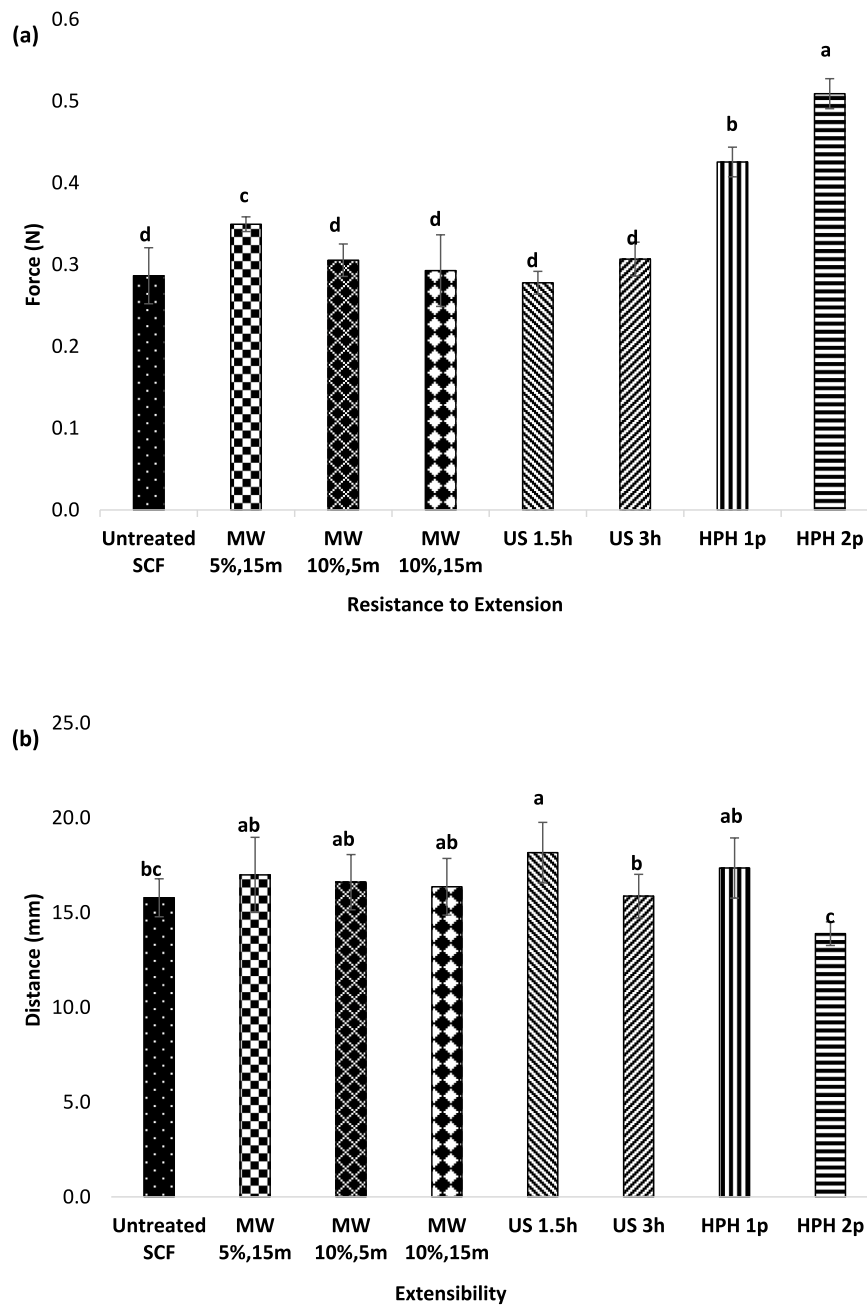 (a)
0.6
0.5
0.4
0.3
0.2
0.1
0.0
Force (N)
d
c
d
d
d
d
b
a
Untreated SCF
MW 5%,15m
MW 10%,5m
MW 10%,15m
US 1.5h
US 3h
HPH 1p
HPH 2p
Resistance to Extension
(b)
25.0
20.0
15.0
10.0
5.0
0.0
Distance (mm)
bc
ab
ab
ab
a
b
ab
c
Untreated SCF
MW 5%,15m
MW 10%,5m
MW 10%,15m
US 1.5h
US 3h
HPH 1p
HPH 2p
Extensibility